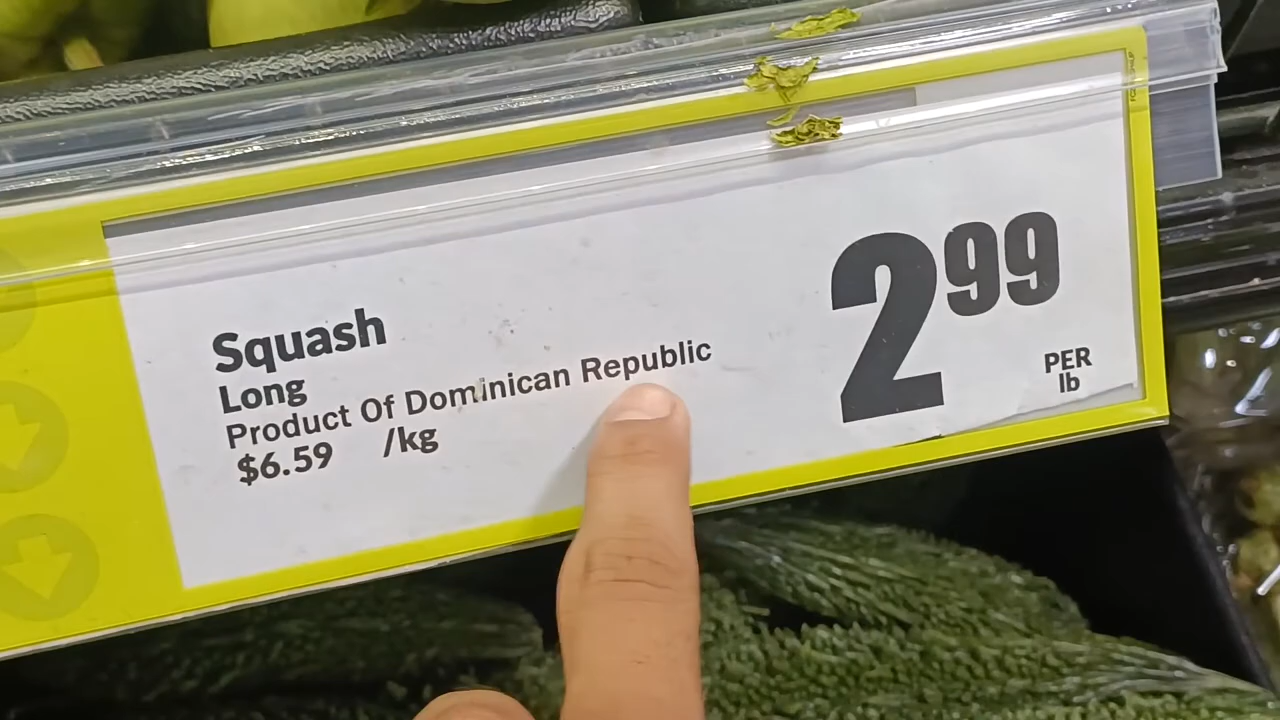 Squash
Long
Product Of Dominican Republic
$6.59 /kg
2 99
PER
lb